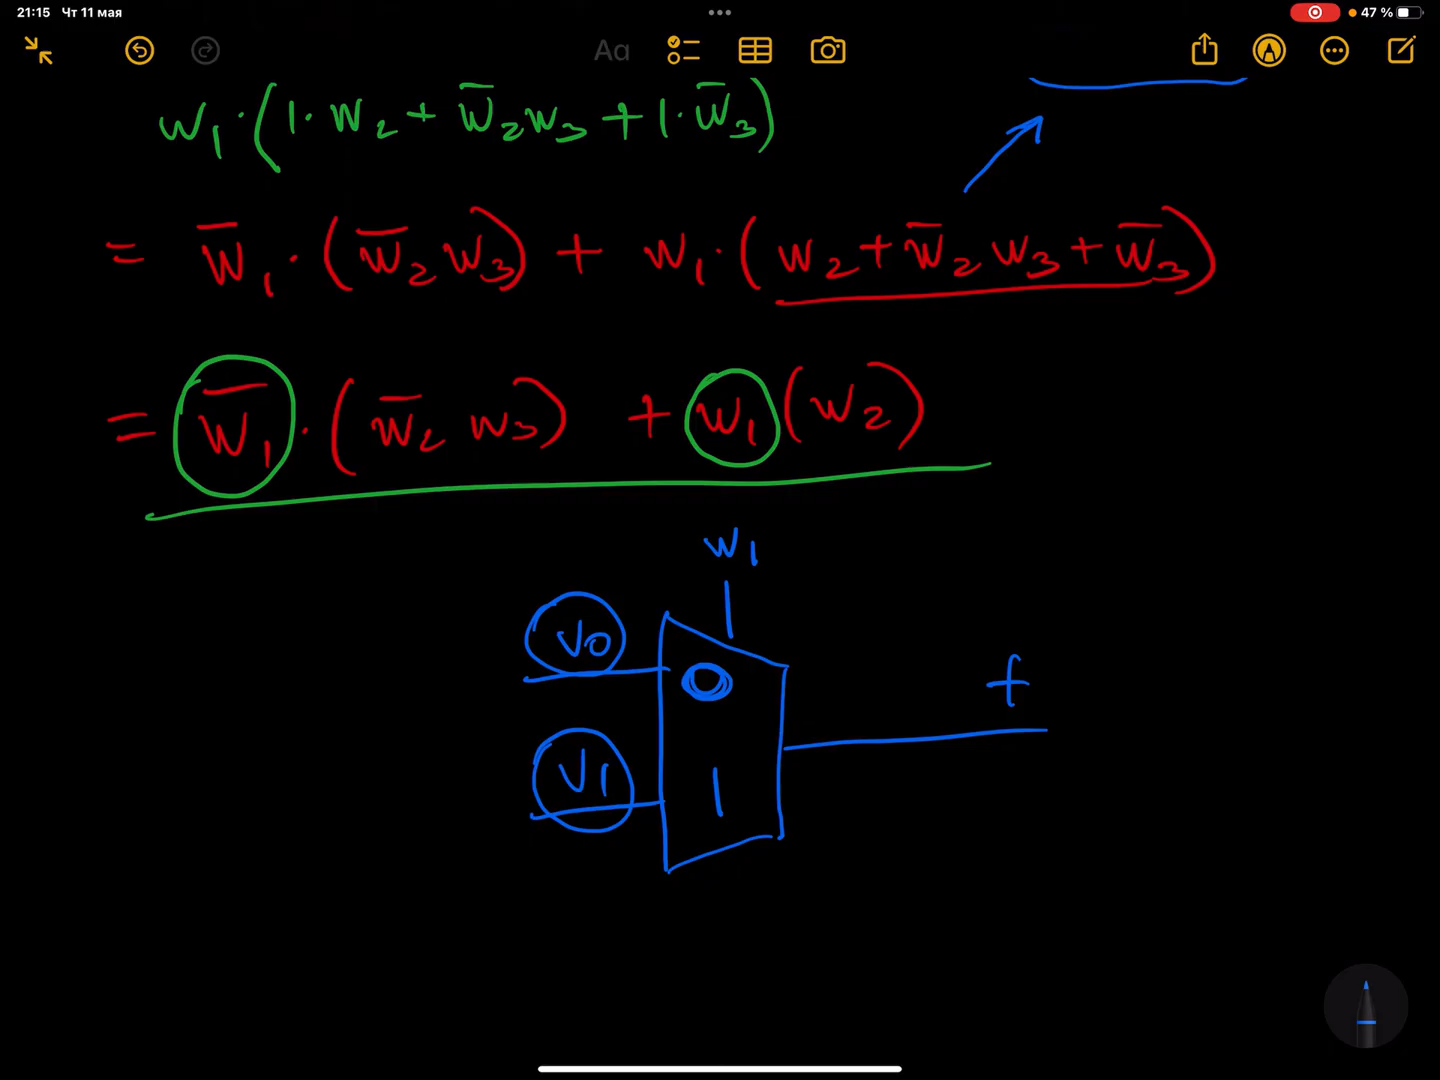 21:15 Чт 11 мая 47 %
Aa
w₁·(1·w₂ + w̅₂w₃ + 1·w̅₃)
= w̅₁·(w̅₂w₃) + w₁·(w₂ + w̅₂w₃ + w̅₃)
= w̅₁·(w̅₂w₃) + w₁(w₂)
w₁
V0 0
f
V1 1